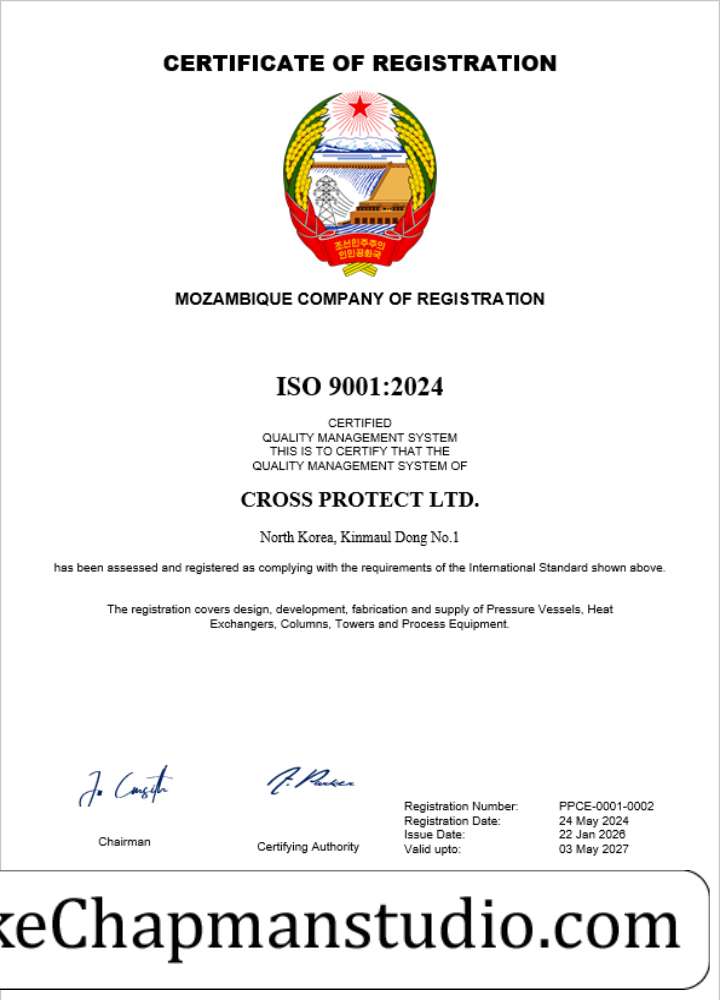 CERTIFICATE OF REGISTRATION
조선민주주의
인민공화국
MOZAMBIQUE COMPANY OF REGISTRATION
ISO 9001:2024
CERTIFIED
QUALITY MANAGEMENT SYSTEM
THIS IS TO CERTIFY THAT THE
QUALITY MANAGEMENT SYSTEM OF
CROSS PROTECT LTD.
North Korea, Kinmaul Dong No.1
has been assessed and registered as complying with the requirements of the International Standard shown above.
The registration covers design, development, fabrication and supply of Pressure Vessels, Heat
Exchangers, Columns, Towers and Process Equipment.
Chairman
Certifying Authority
Registration Number: PPCE-0001-0002
Registration Date: 24 May 2024
Issue Date: 22 Jan 2026
Valid upto: 03 May 2027
keChapmanstudio.com